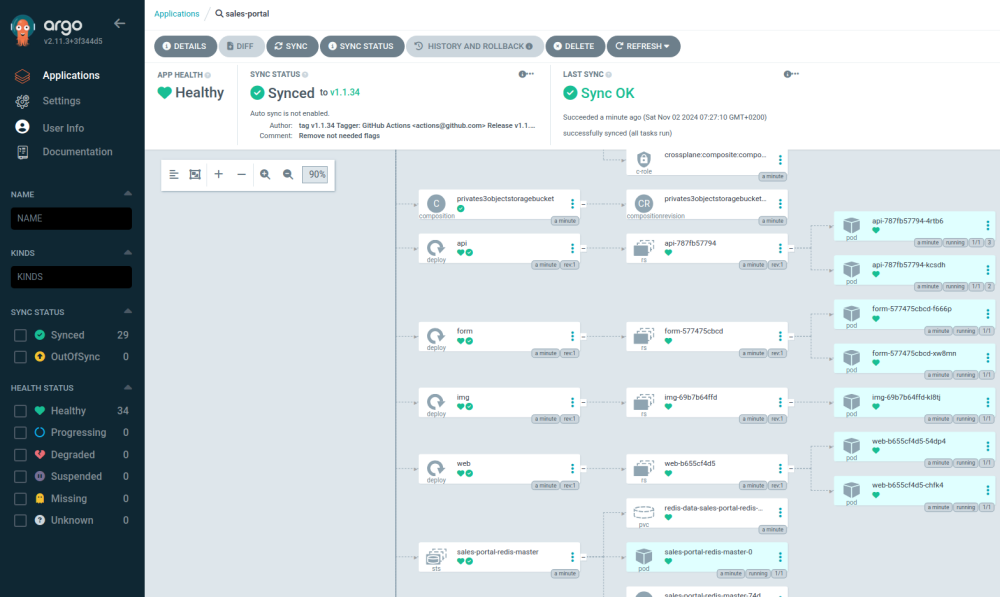 argo
v2.11.3+3f344d5
Applications
Settings
User Info
Documentation
NAME
NAME
KINDS
KINDS
SYNC STATUS
Synced 29
OutOfSync 0
HEALTH STATUS
Healthy 34
Progressing 0
Degraded 0
Suspended 0
Missing 0
Unknown 0
Applications / sales-portal
DETAILS DIFF SYNC SYNC STATUS HISTORY AND ROLLBACK DELETE REFRESH
APP HEALTH
Healthy
SYNC STATUS
Synced to v1.1.34
Auto sync is not enabled.
Author: tag v1.1.34 Tagger: GitHub Actions <actions@github.com> Release v1.1....
Comment: Remove not needed flags
LAST SYNC
Sync OK
Succeeded a minute ago (Sat Nov 02 2024 07:27:10 GMT+0200)
successfully synced (all tasks run)
90%
crossplane:composite:compo...
c-role
a minute
privates3objectstoragebucket
C
composition
a minute
privates3objectstoragebucket...
CR
compositionrevision
a minute
api
deploy
a minute rev:1
api-787fb57794
rs
a minute rev:1
api-787fb57794-4rtb6
pod
a minute running 1/1 3
api-787fb57794-kcsdh
pod
a minute running 1/1 2
form
deploy
a minute rev:1
form-577475cbcd
rs
a minute rev:1
form-577475cbcd-f666p
pod
a minute running 1/1
form-577475cbcd-xw8mn
pod
a minute running 1/1
img
deploy
a minute rev:1
img-69b7b64ffd
rs
a minute rev:1
img-69b7b64ffd-kl8tj
pod
a minute running 1/1
web
deploy
a minute rev:1
web-b655cf4d5
rs
a minute rev:1
web-b655cf4d5-54dp4
pod
a minute running 1/1
web-b655cf4d5-chfk4
pod
a minute running 1/1
redis-data-sales-portal-redis-...
pvc
a minute
sales-portal-redis-master
sts
a minute
sales-portal-redis-master-0
pod
a minute running 1/1
sales-portal-redis-master-74d...